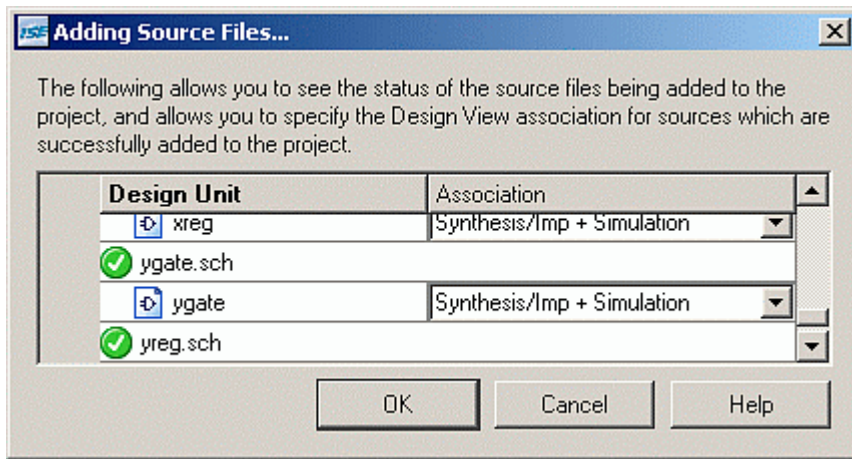 ISE Adding Source Files...
The following allows you to see the status of the source files being added to the
project, and allows you to specify the Design View association for sources which are
successfully added to the project.
Design Unit Association
xreg Synthesis/Imp + Simulation
ygate.sch
ygate Synthesis/Imp + Simulation
yreg.sch
OK Cancel Help